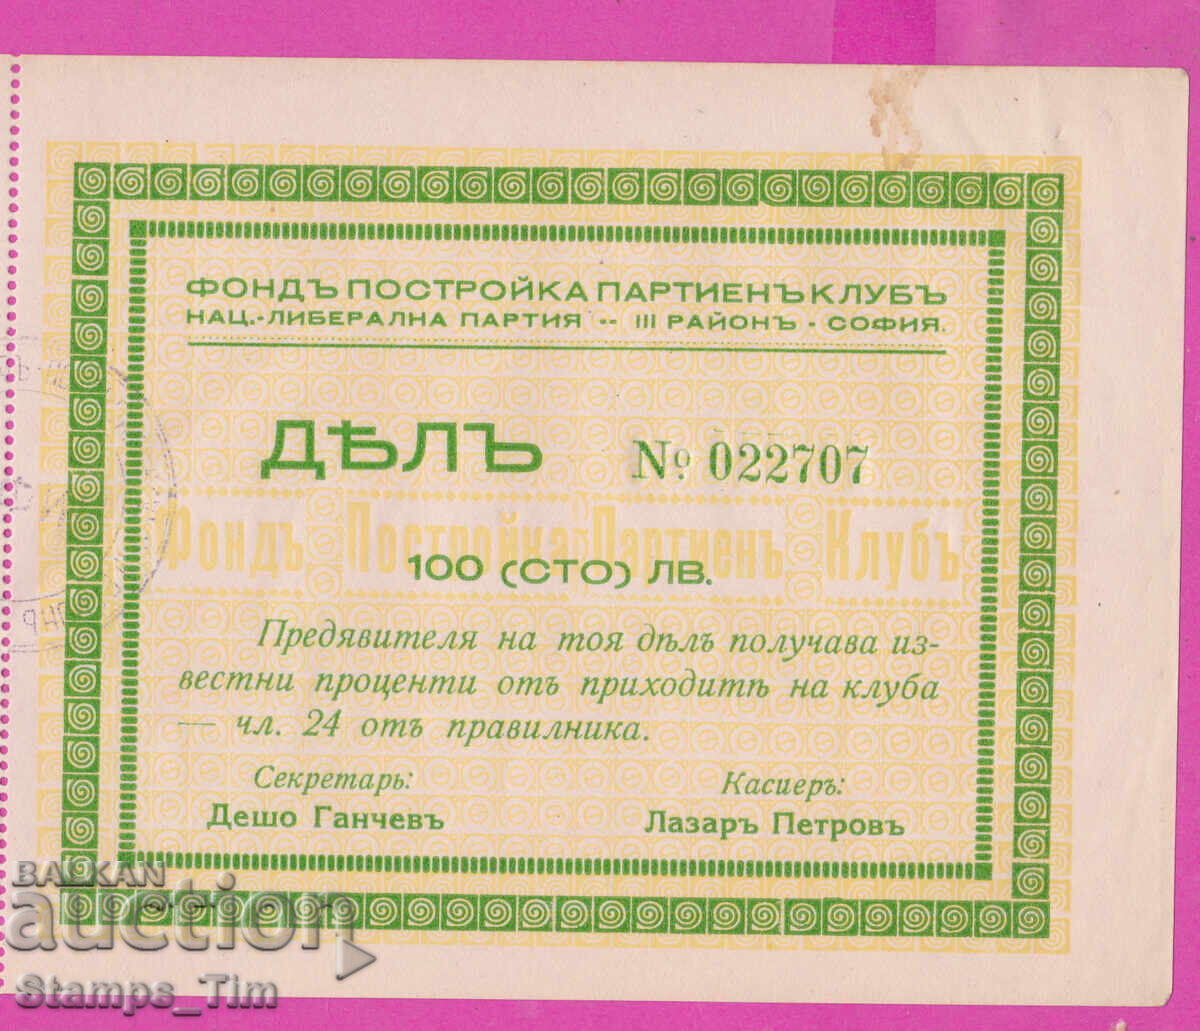 ФОНДЪ ПОСТРОЙКА ПАРТИЕНЪ КЛУБЪ
НАЦ.-ЛИБЕРАЛНА ПАРТИЯ -- III РАЙОНЪ - СОФИЯ.
ДѢЛЪ № 022707
Фондъ Постройка Партиенъ Клубъ
100 (СТО) ЛВ.
Предявителя на тоя дѣлъ получава из-
вестни проценти отъ приходитѣ на клуба
— чл. 24 отъ правилника.
Секретарь: Касиеръ:
Дешо Ганчевъ Лазаръ Петровъ
BALKAN
auction
Stamps_Tim